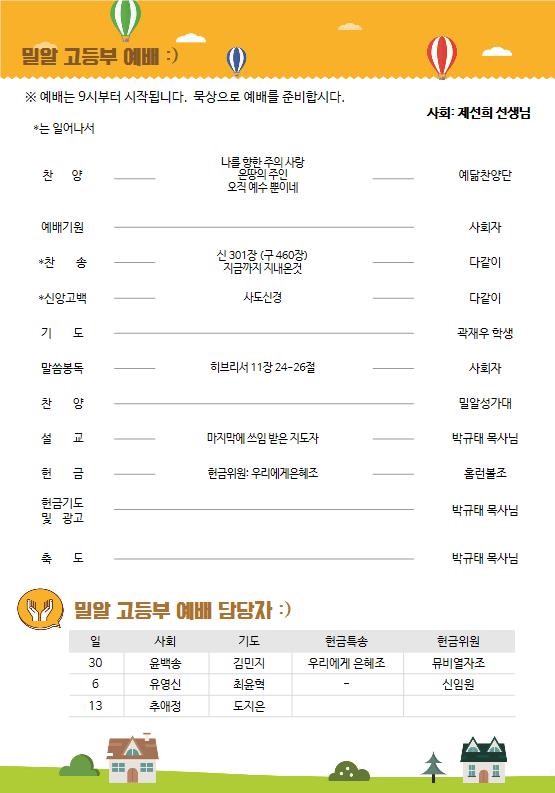 밀알 고등부 예배 :)
※ 예배는 9시부터 시작됩니다. 묵상으로 예배를 준비합시다.
사회: 제선희 선생님
*는 일어나서
나를 향한 주의 사랑
찬 양 온땅의 주인 예닮찬양단
오직 예수 뿐이네
예배기원 사회자
*찬 송 신 301장 (구 460장) 다같이
지금까지 지내온것
*신앙고백 사도신경 다같이
기 도 곽재우 학생
말씀봉독 히브리서 11장 24-26절 사회자
찬 양 밀알성가대
설 교 마지막에 쓰임 받은 지도자 박규태 목사님
헌 금 헌금위원: 우리에게은혜조 홈런볼조
헌금기도
및 광고 박규태 목사님
축 도 박규태 목사님
밀알 고등부 예배 담당자 :)
일 사회 기도 헌금특송 헌금위원
30 윤백송 김민지 우리에게 은혜조 뮤비열자조
6 유영신 최윤혁 - 신임원
13 추애정 도지은